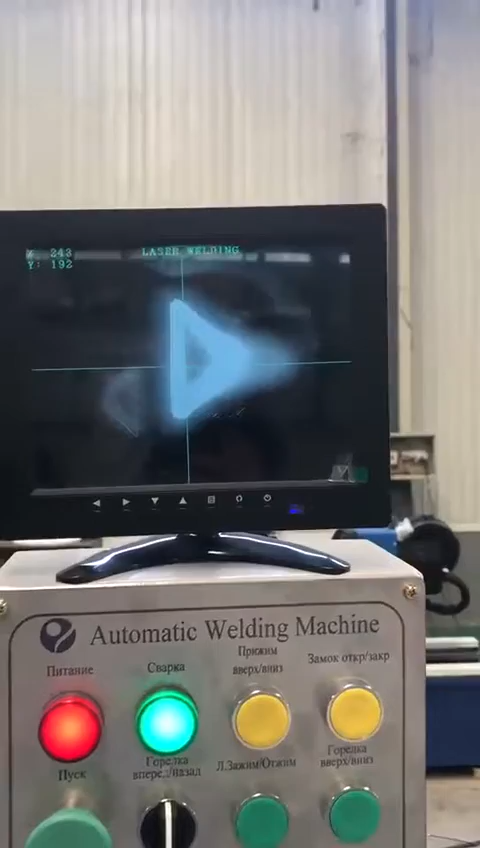 X: 243
LASER WELDING
Y: 192
Automatic Welding Machine
Питание
Сварка
Прижим
вверх/вниз
Замок откр/закр
Пуск
Горелка
вперед/назад
Л.Зажим/Отжим
Горелка
вверх/вниз